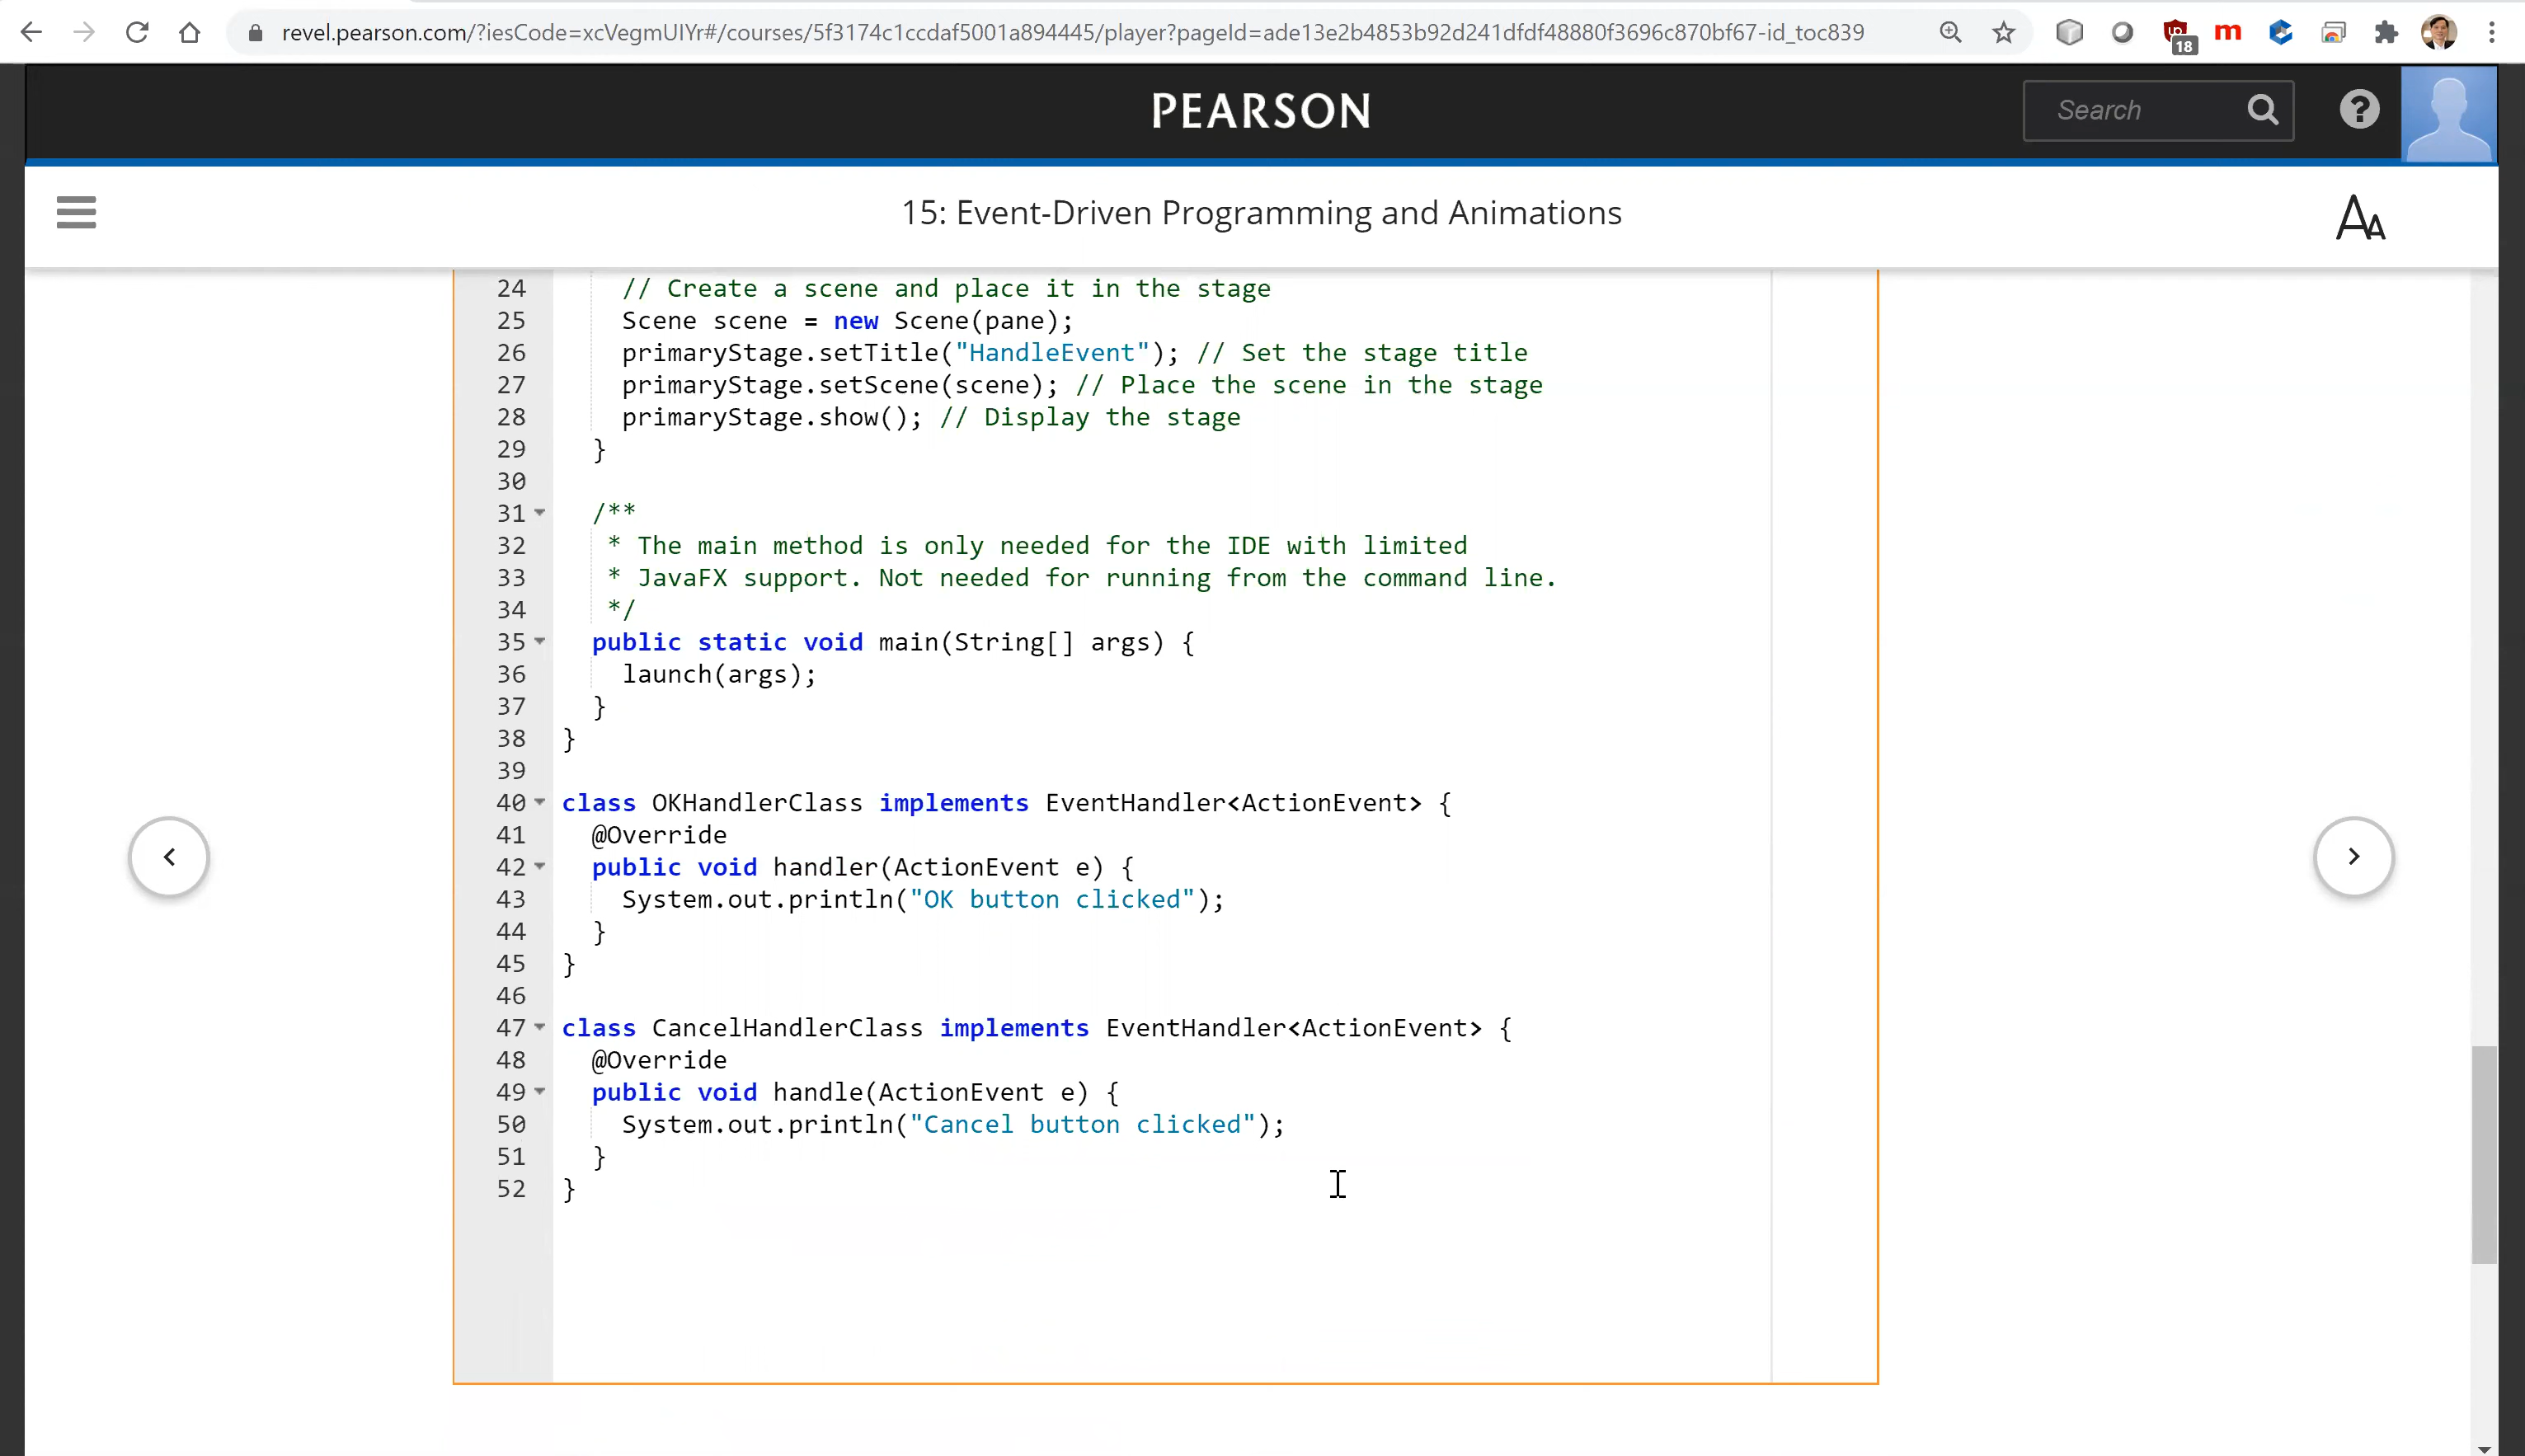 revel.pearson.com/?iesCode=xcVegmUIYr#/courses/5f3174c1ccdaf5001a894445/player?pageId=ade13e2b4853b92d241dfdf48880f3696c870bf67-id_toc839
18
m
PEARSON
Search
?
15: Event-Driven Programming and Animations
AA
24 // Create a scene and place it in the stage
25 Scene scene = new Scene(pane);
26 primaryStage.setTitle("HandleEvent"); // Set the stage title
27 primaryStage.setScene(scene); // Place the scene in the stage
28 primaryStage.show(); // Display the stage
29 }
30
31 /**
32 * The main method is only needed for the IDE with limited
33 * JavaFX support. Not needed for running from the command line.
34 */
35 public static void main(String[] args) {
36 launch(args);
37 }
38 }
39
40 class OKHandlerClass implements EventHandler<ActionEvent> {
41 @Override
42 public void handler(ActionEvent e) {
43 System.out.println("OK button clicked");
44 }
45 }
46
47 class CancelHandlerClass implements EventHandler<ActionEvent> {
48 @Override
49 public void handle(ActionEvent e) {
50 System.out.println("Cancel button clicked");
51 }
52 }